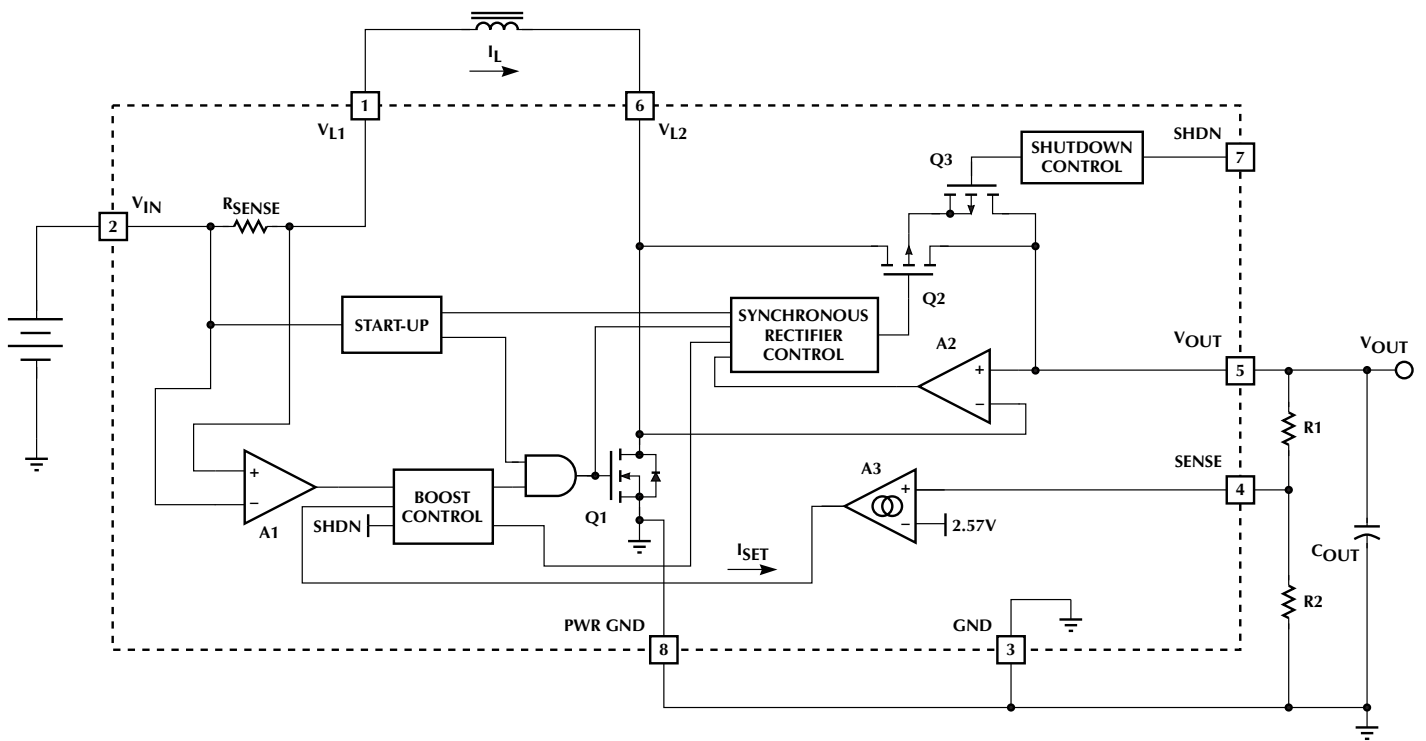 I_L
1
6
V_L1
V_L2
SHDN
7
SHUTDOWN
CONTROL
Q3
V_IN
2
R_SENSE
Q2
START-UP
SYNCHRONOUS
RECTIFIER
CONTROL
A2
+
−
V_OUT
5
V_OUT
R1
SENSE
4
A3
+
−
2.57V
+
−
A1
BOOST
CONTROL
SHDN
Q1
I_SET
C_OUT
R2
PWR GND
8
GND
3